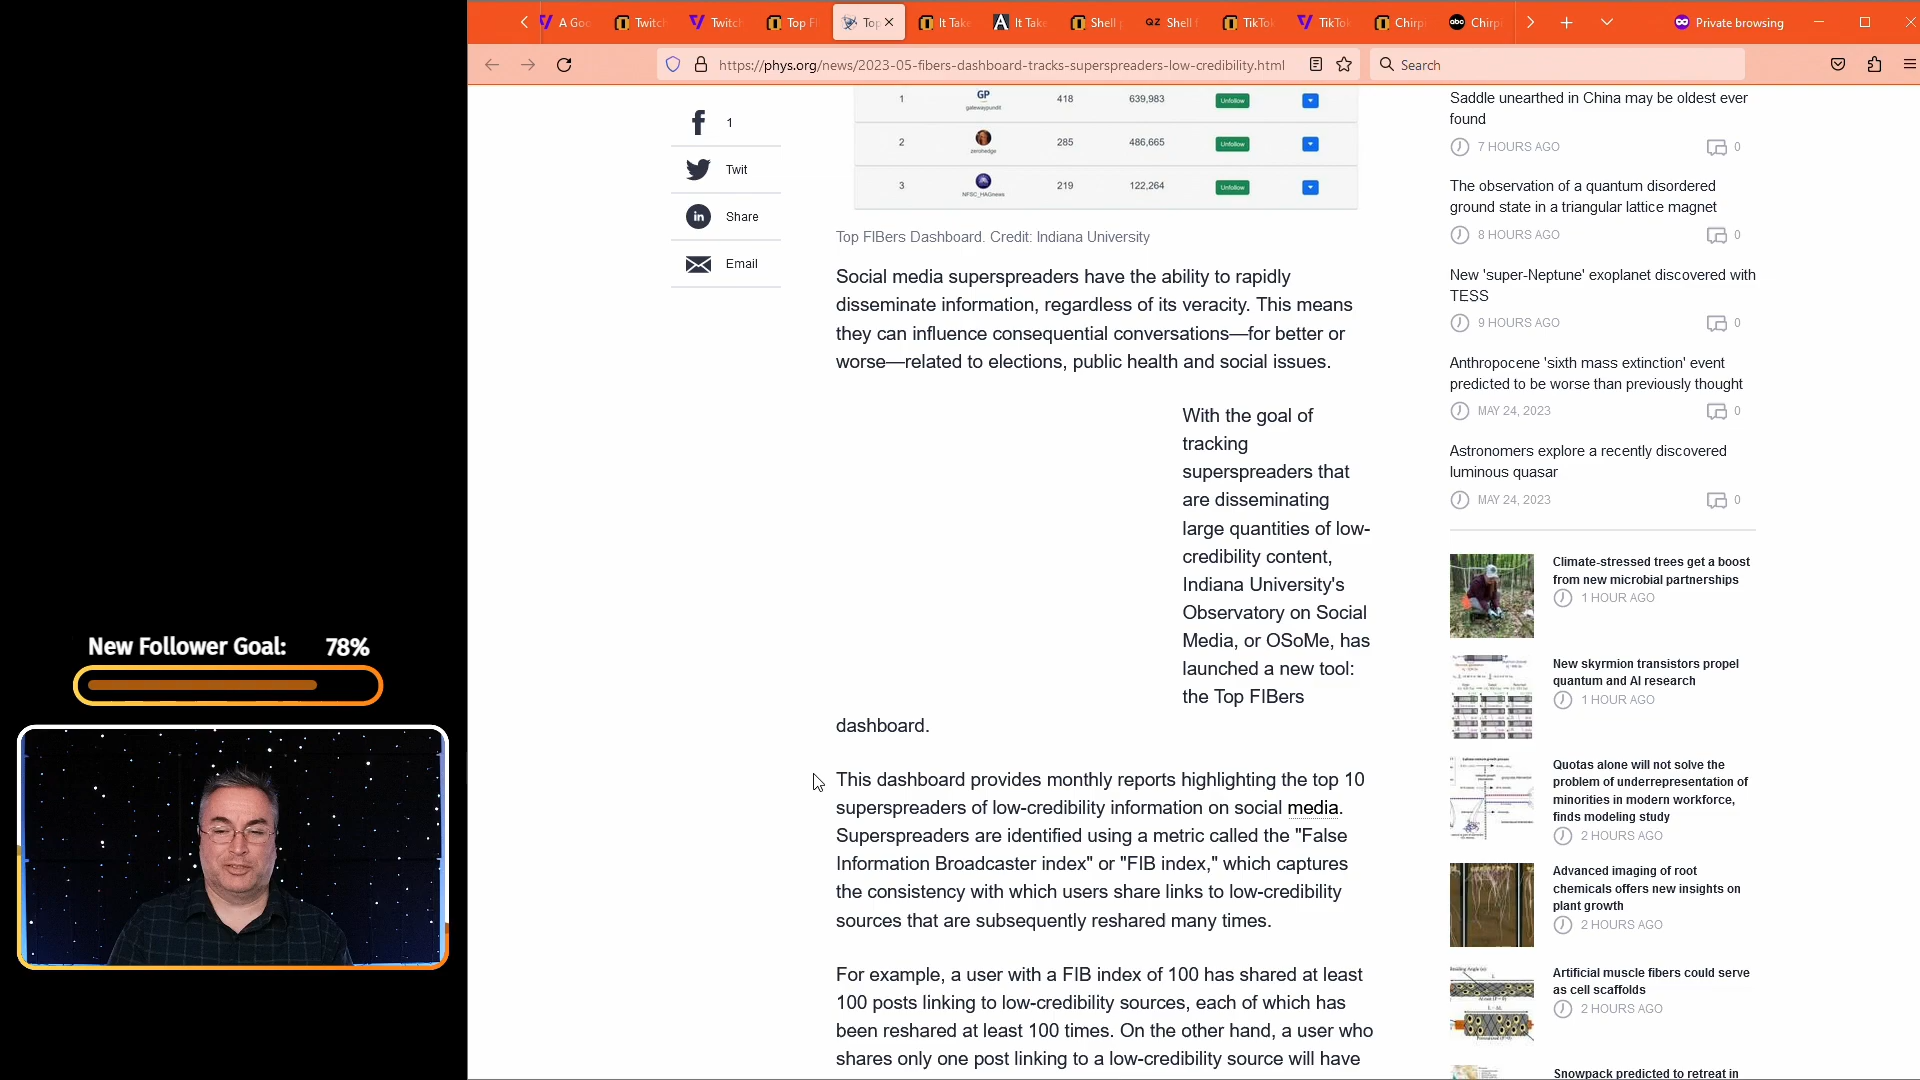 A Goo
Twitch
Twitch
Top FI
Top
It Take
It Take
Shell p
QZ
Shell f
TikTok
TikTok
Chirpi
abc
Chirpi
Private browsing
https://phys.org/news/2023-05-fibers-dashboard-tracks-superspreaders-low-credibility.html
Search
1
Twit
in
Share
Email
1
GP
gatewaypundit
418
639,983
Unfollow
2
zerohedge
285
486,665
Unfollow
3
NFSC_HAGnews
219
122,264
Unfollow
Top FIBers Dashboard. Credit: Indiana University
Social media superspreaders have the ability to rapidly
disseminate information, regardless of its veracity. This means
they can influence consequential conversations—for better or
worse—related to elections, public health and social issues.
With the goal of
tracking
superspreaders that
are disseminating
large quantities of low-
credibility content,
Indiana University's
Observatory on Social
Media, or OSoMe, has
launched a new tool:
the Top FIBers
dashboard.
This dashboard provides monthly reports highlighting the top 10
superspreaders of low-credibility information on social media.
Superspreaders are identified using a metric called the "False
Information Broadcaster index" or "FIB index," which captures
the consistency with which users share links to low-credibility
sources that are subsequently reshared many times.
For example, a user with a FIB index of 100 has shared at least
100 posts linking to low-credibility sources, each of which has
been reshared at least 100 times. On the other hand, a user who
shares only one post linking to a low-credibility source will have
Saddle unearthed in China may be oldest ever
found
7 HOURS AGO
0
The observation of a quantum disordered
ground state in a triangular lattice magnet
8 HOURS AGO
0
New 'super-Neptune' exoplanet discovered with
TESS
9 HOURS AGO
0
Anthropocene 'sixth mass extinction' event
predicted to be worse than previously thought
MAY 24, 2023
0
Astronomers explore a recently discovered
luminous quasar
MAY 24, 2023
0
Climate-stressed trees get a boost
from new microbial partnerships
1 HOUR AGO
New skyrmion transistors propel
quantum and AI research
1 HOUR AGO
Quotas alone will not solve the
problem of underrepresentation of
minorities in modern workforce,
finds modeling study
2 HOURS AGO
Advanced imaging of root
chemicals offers new insights on
plant growth
2 HOURS AGO
Artificial muscle fibers could serve
as cell scaffolds
2 HOURS AGO
Snowpack predicted to retreat in
New Follower Goal: 78%